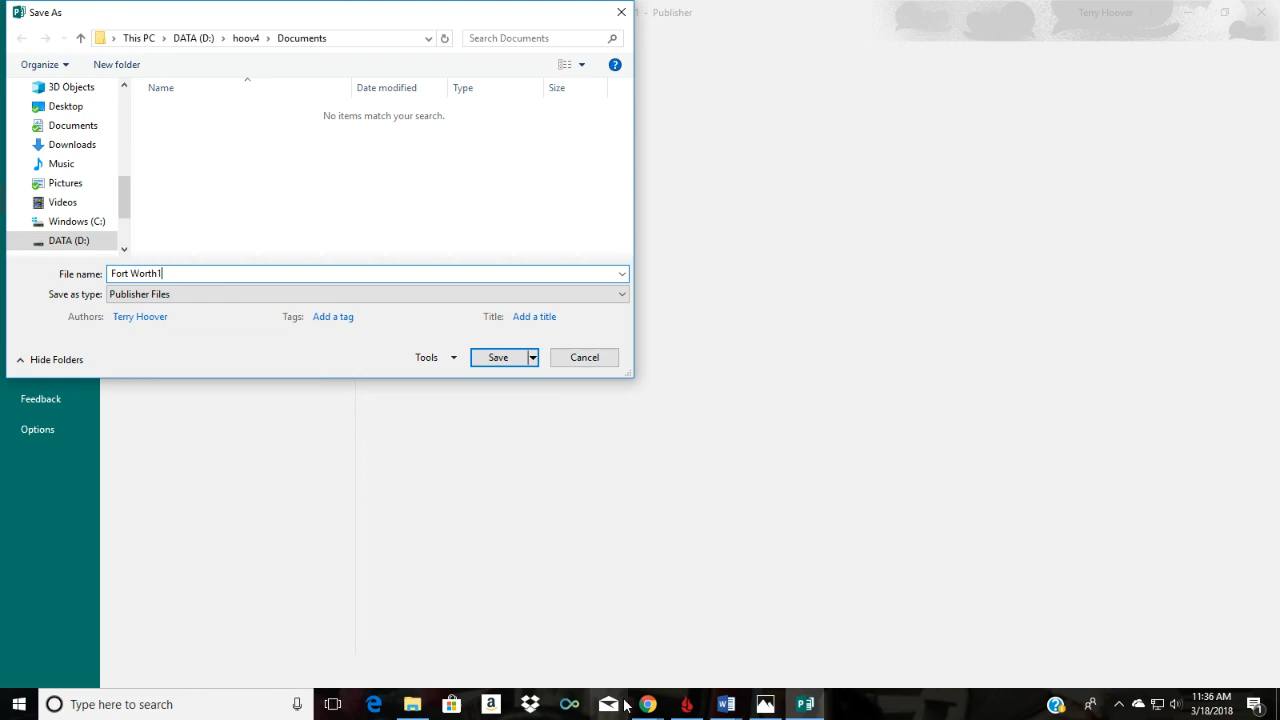 Save As
1 - Publisher
Terry Hoover
This PC > DATA (D:) > hoov4 > Documents
Search Documents
Organize
New folder
Name
Date modified
Type
Size
3D Objects
No items match your search.
Desktop
Documents
Downloads
Music
Pictures
Videos
Windows (C:)
DATA (D:)
File name: Fort Worth1
Save as type: Publisher Files
Authors: Terry Hoover
Tags: Add a tag
Title: Add a title
Hide Folders
Tools
Save
Cancel
Feedback
Options
Type here to search
11:36 AM
3/18/2018